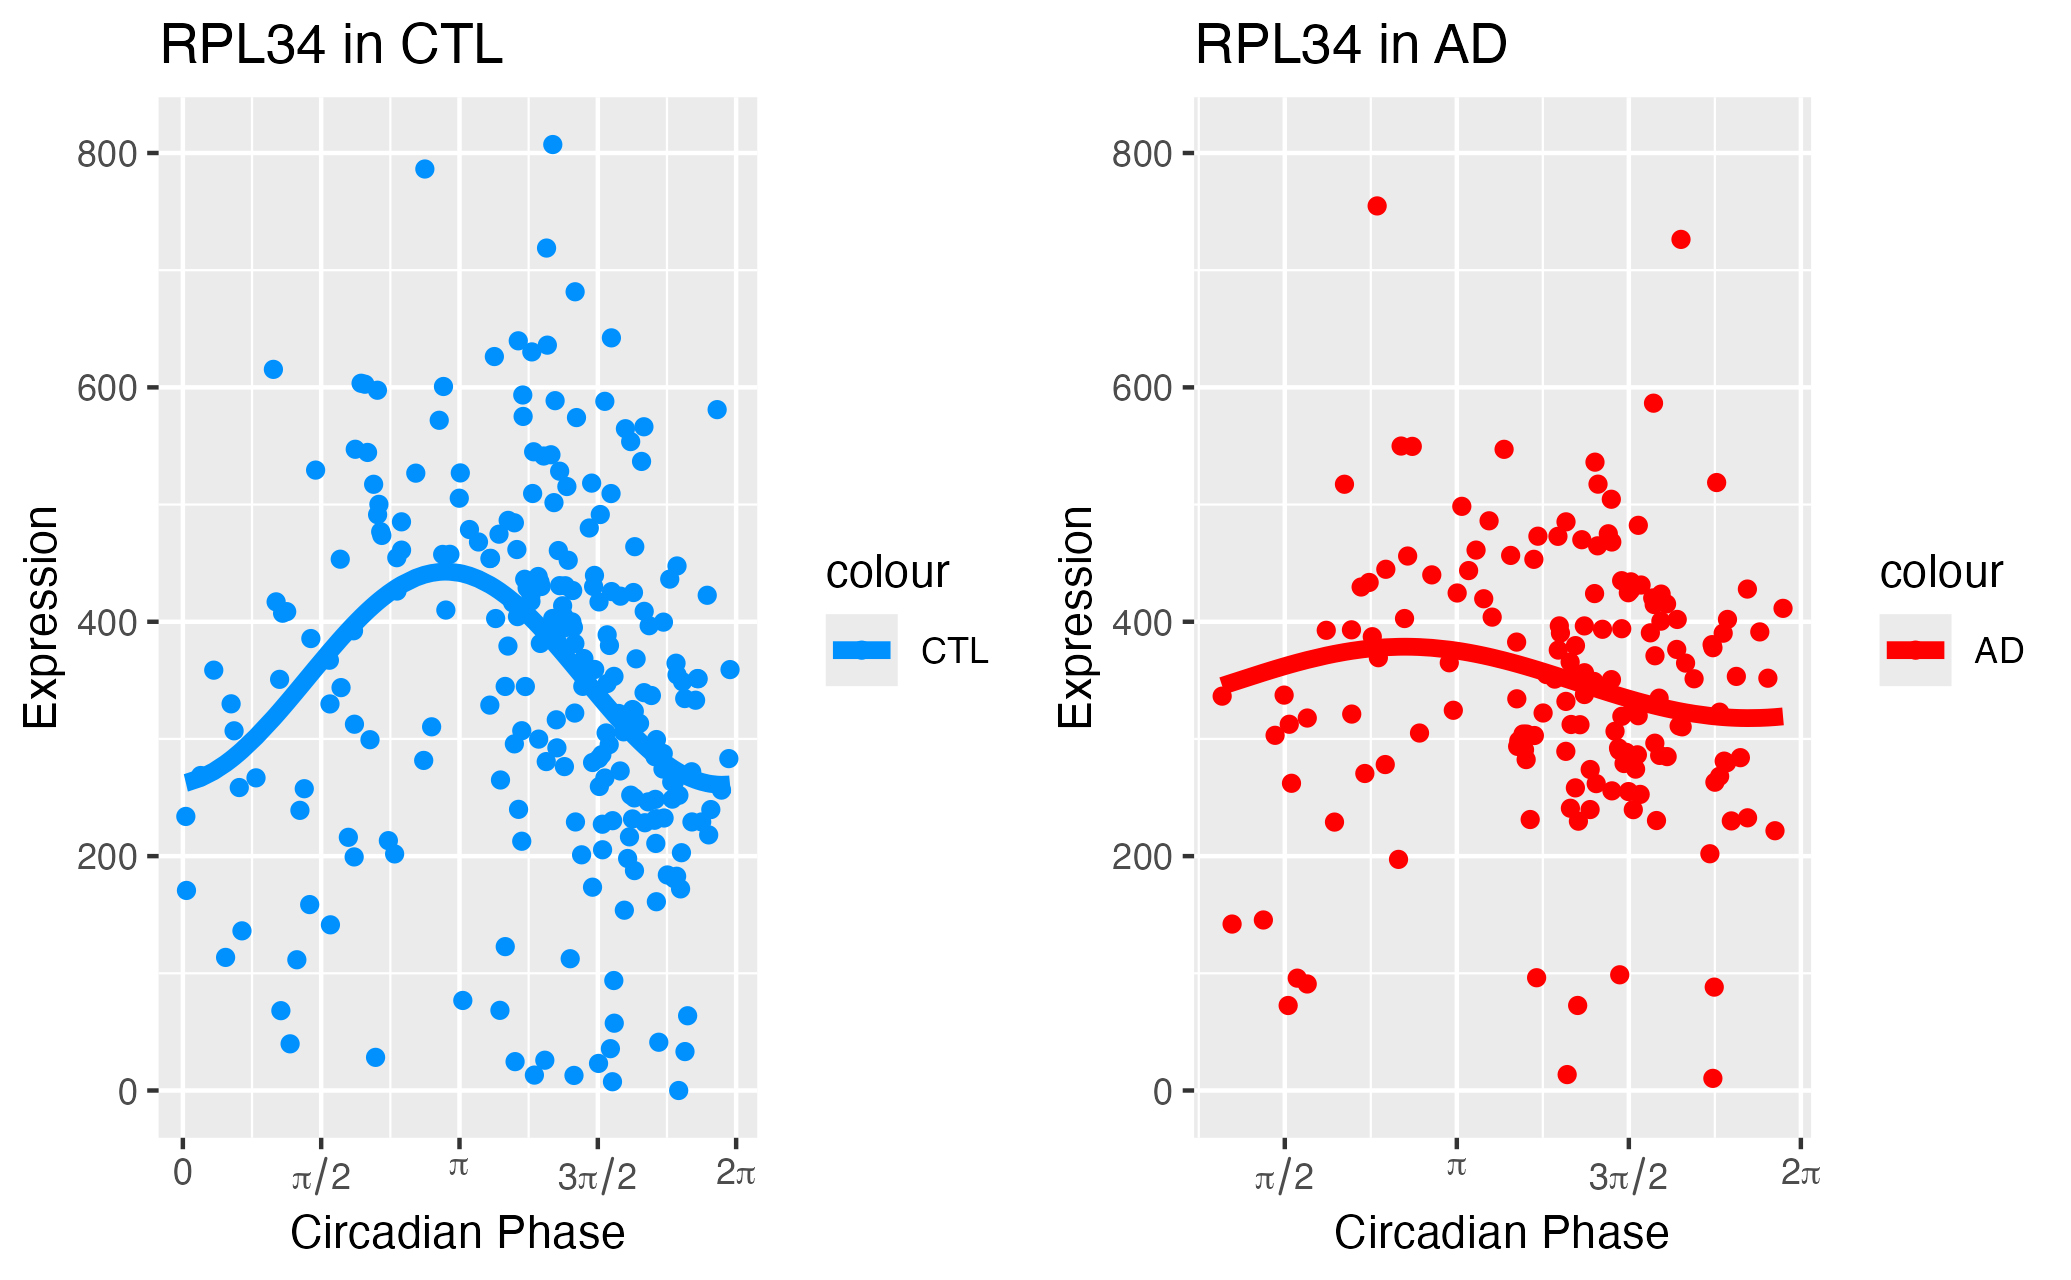 RPL34 in CTL
800
600
400
200
0
Expression
0
π/2
π
3π/2
2π
Circadian Phase
colour
CTL
RPL34 in AD
800
600
400
200
0
Expression
π/2
π
3π/2
2π
Circadian Phase
colour
AD